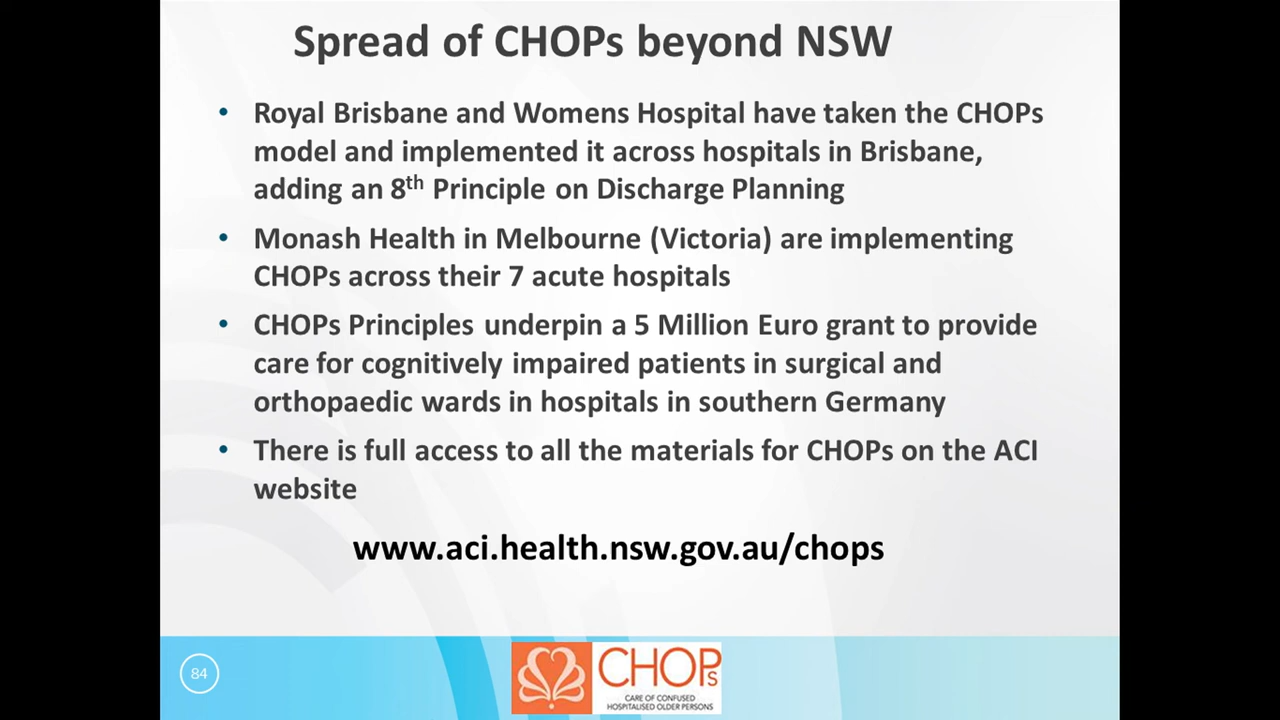 Spread of CHOPs beyond NSW
• Royal Brisbane and Womens Hospital have taken the CHOPs
model and implemented it across hospitals in Brisbane,
adding an 8th Principle on Discharge Planning
• Monash Health in Melbourne (Victoria) are implementing
CHOPs across their 7 acute hospitals
• CHOPs Principles underpin a 5 Million Euro grant to provide
care for cognitively impaired patients in surgical and
orthopaedic wards in hospitals in southern Germany
• There is full access to all the materials for CHOPs on the ACI
website
www.aci.health.nsw.gov.au/chops
84
CHOPs
CARE OF CONFUSED
HOSPITALISED OLDER PERSONS